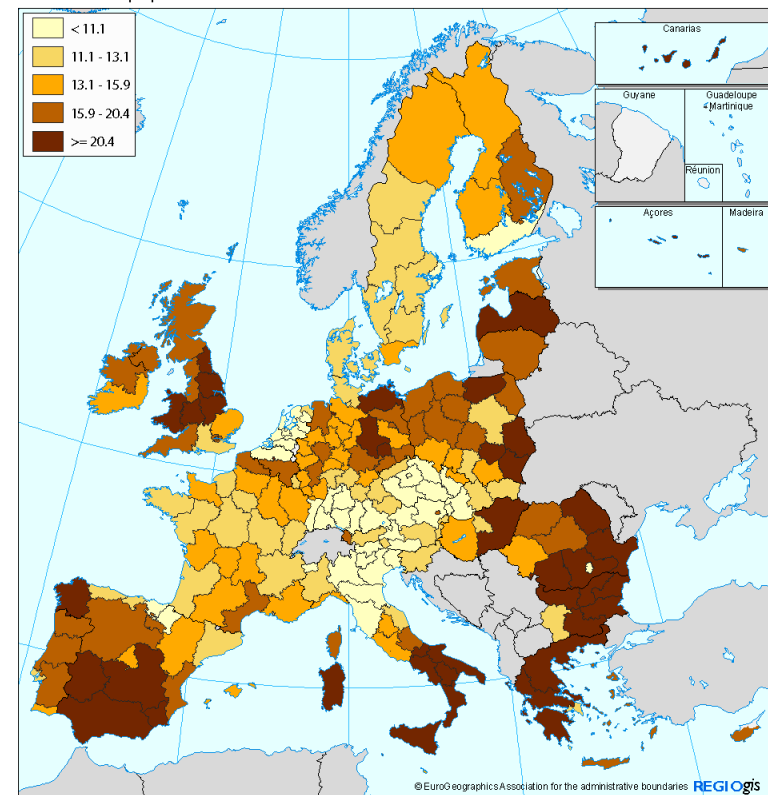 < 11.1
11.1 - 13.1
13.1 - 15.9
15.9 - 20.4
>= 20.4
Canarias
Guyane
Guadeloupe
Martinique
Réunion
Açores
Madeira
© EuroGeographics Association for the administrative boundaries
REGIOgis